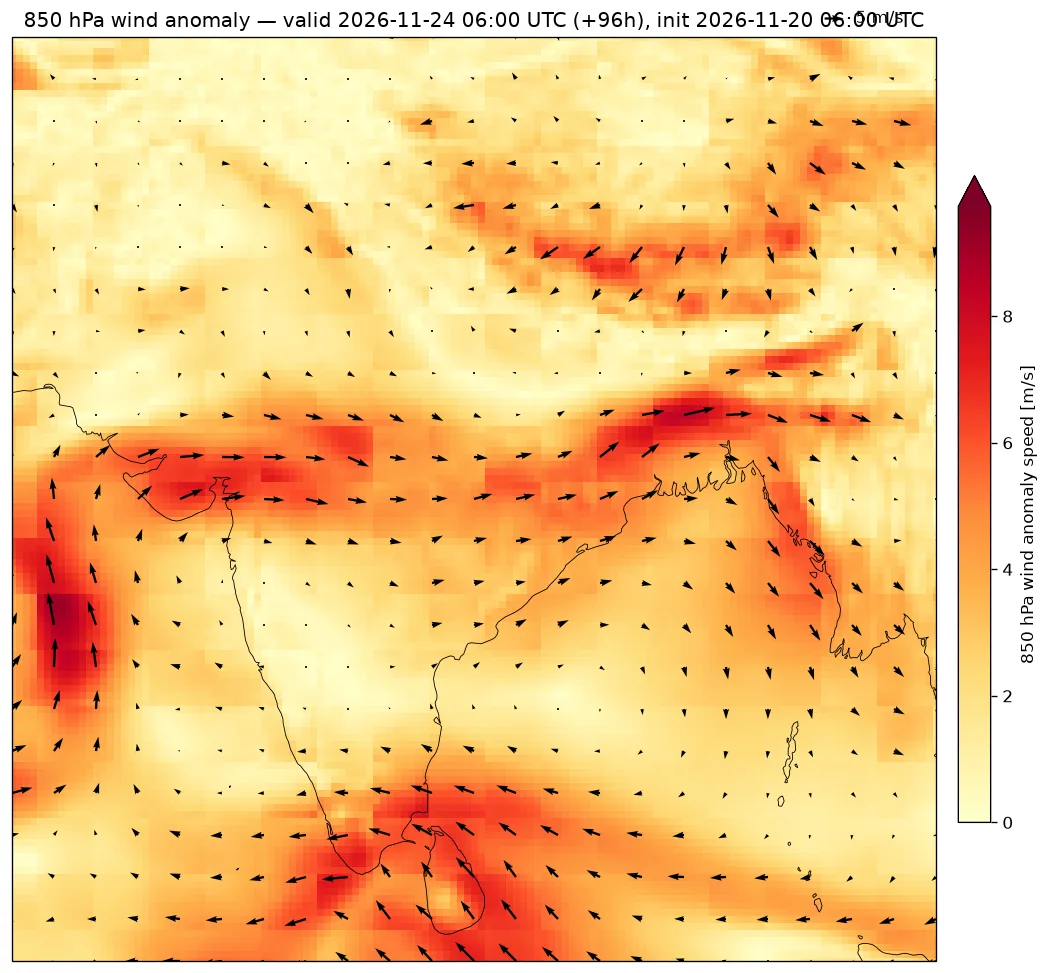 850 hPa wind anomaly — valid 2026-11-24 06:00 UTC (+96h), init 2026-11-20 06:00 UTC
5 m/s
8
6
4
2
0
850 hPa wind anomaly speed [m/s]